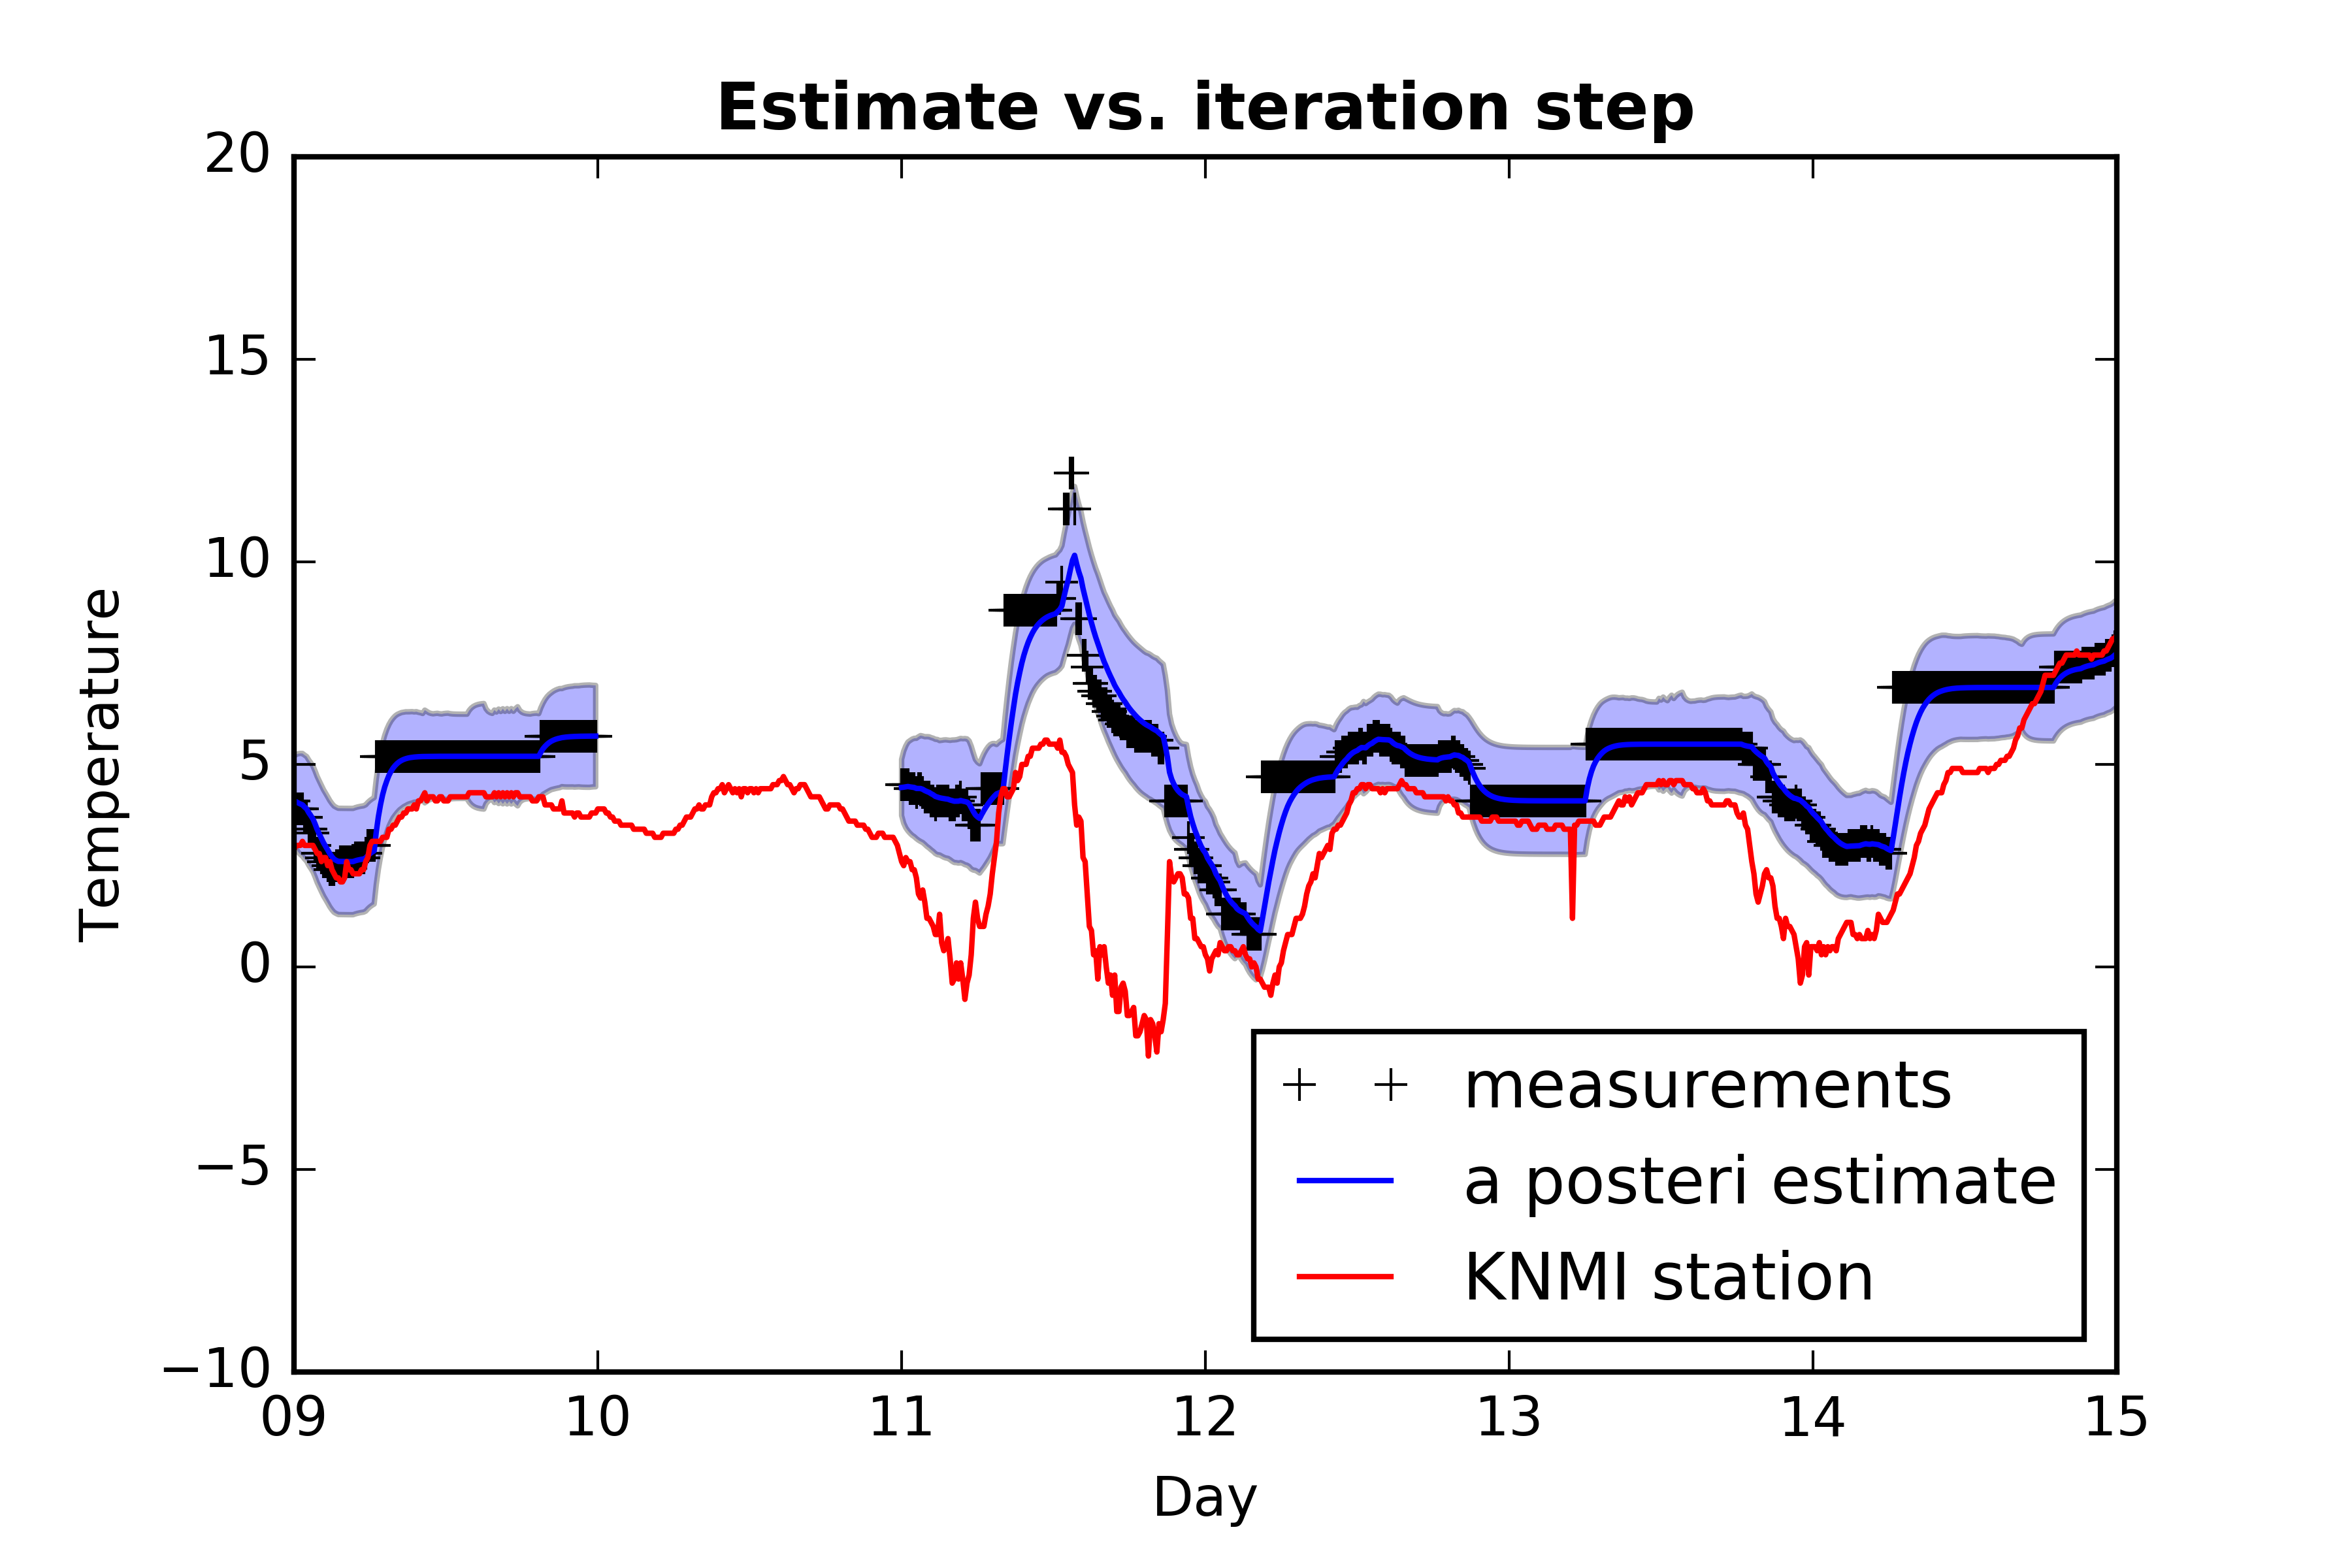 Estimate vs. iteration step
20
15
10
5
0
−5
−10
Temperature
09 10 11 12 13 14 15
Day
measurements
a posteri estimate
KNMI station